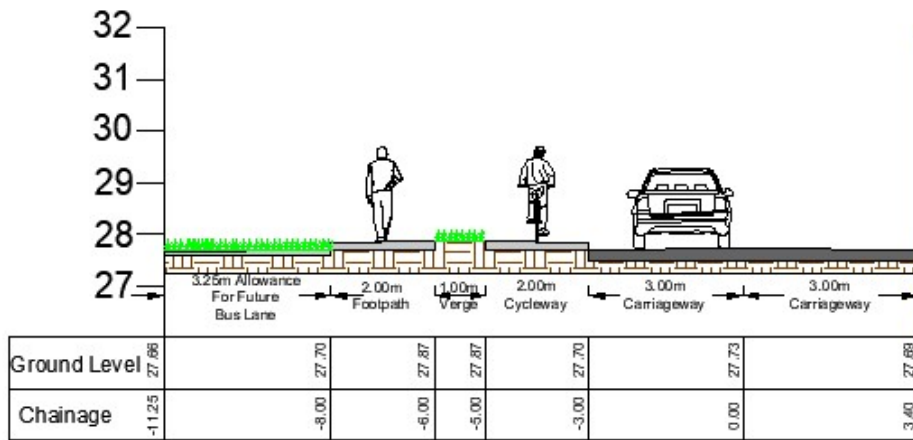 32
31
30
29
28
27
3.25m Allowance
For Future
Bus Lane
2.00m
Footpath
1.00m
Verge
2.00m
Cycleway
3.00m
Carriageway
3.00m
Carriageway
Ground Level 27.66 27.70 27.87 27.87 27.70 27.73 27.69
Chainage -11.25 -8.00 -6.00 -5.00 -3.00 0.00 3.40